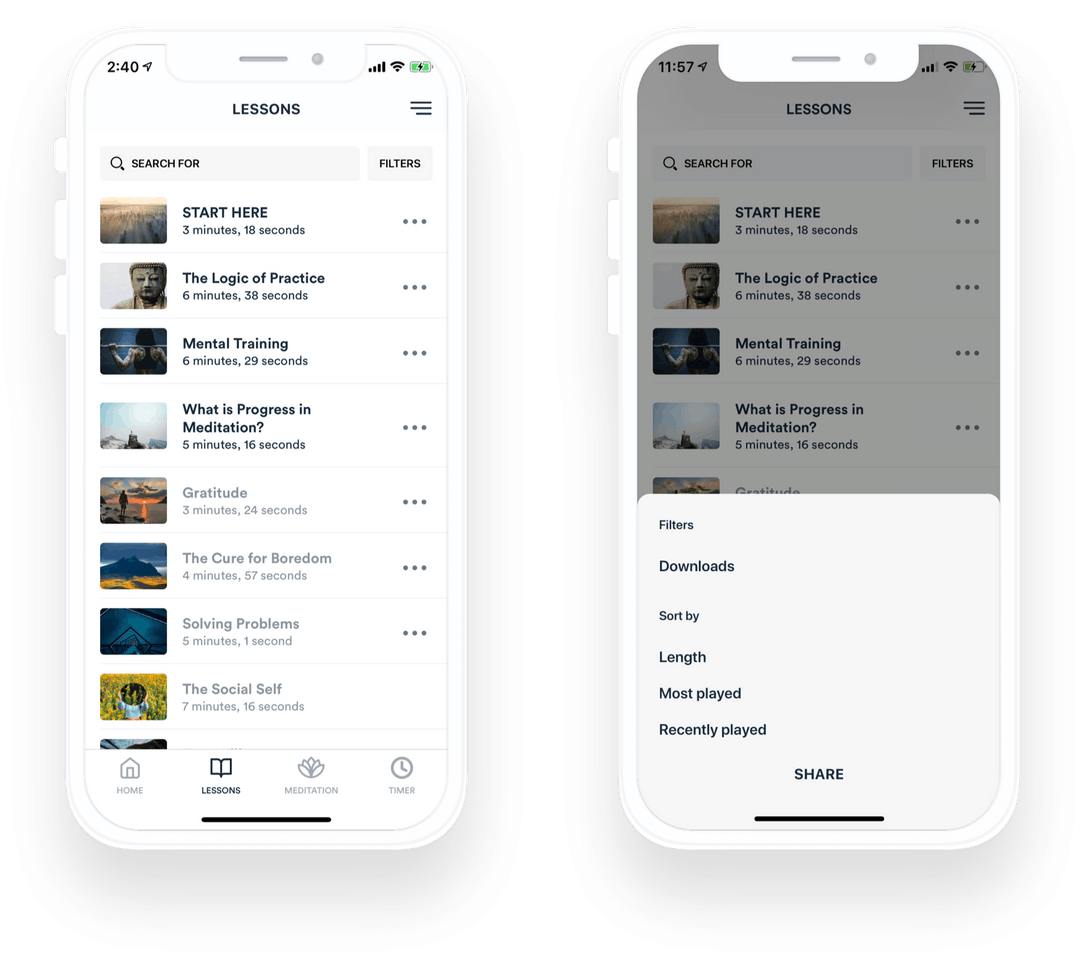 2:40
LESSONS
SEARCH FOR
FILTERS
START HERE
3 minutes, 18 seconds
The Logic of Practice
6 minutes, 38 seconds
Mental Training
6 minutes, 29 seconds
What is Progress in
Meditation?
5 minutes, 16 seconds
Gratitude
3 minutes, 24 seconds
The Cure for Boredom
4 minutes, 57 seconds
Solving Problems
5 minutes, 1 second
The Social Self
7 minutes, 16 seconds
HOME
LESSONS
MEDITATION
TIMER
11:57
LESSONS
SEARCH FOR
FILTERS
START HERE
3 minutes, 18 seconds
The Logic of Practice
6 minutes, 38 seconds
Mental Training
6 minutes, 29 seconds
What is Progress in
Meditation?
5 minutes, 16 seconds
Gratitude
Filters
Downloads
Sort by
Length
Most played
Recently played
SHARE